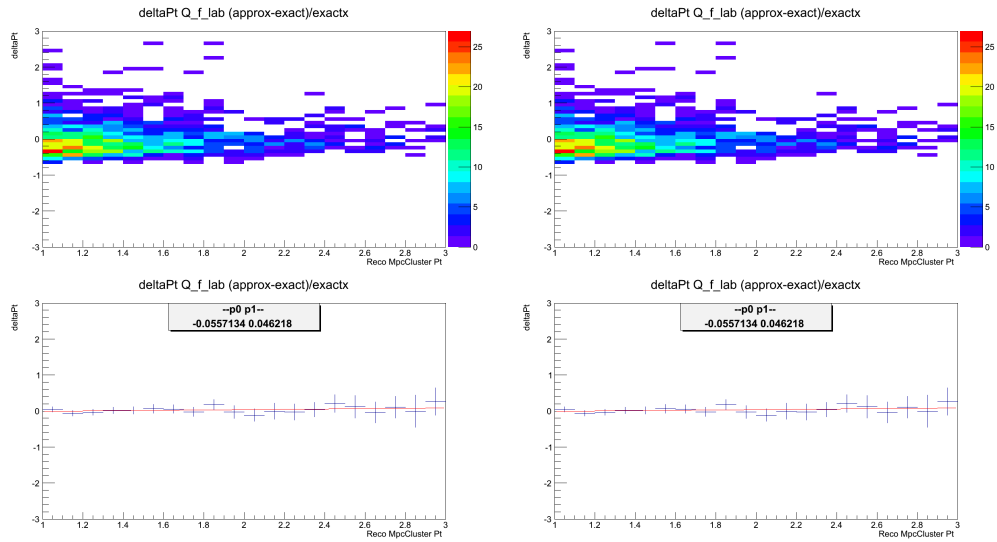 deltaPt Q_f_lab (approx-exact)/exactx
deltaPt
3
2
1
0
-1
-2
-3
1 1.2 1.4 1.6 1.8 2 2.2 2.4 2.6 2.8 3
Reco MpcCluster Pt
25
20
15
10
5
0
deltaPt Q_f_lab (approx-exact)/exactx
deltaPt
3
2
1
0
-1
-2
-3
1 1.2 1.4 1.6 1.8 2 2.2 2.4 2.6 2.8 3
Reco MpcCluster Pt
25
20
15
10
5
0
deltaPt Q_f_lab (approx-exact)/exactx
deltaPt
--p0 p1--
-0.0557134 0.046218
3
2
1
0
-1
-2
-3
1 1.2 1.4 1.6 1.8 2 2.2 2.4 2.6 2.8 3
Reco MpcCluster Pt
deltaPt Q_f_lab (approx-exact)/exactx
deltaPt
--p0 p1--
-0.0557134 0.046218
3
2
1
0
-1
-2
-3
1 1.2 1.4 1.6 1.8 2 2.2 2.4 2.6 2.8 3
Reco MpcCluster Pt